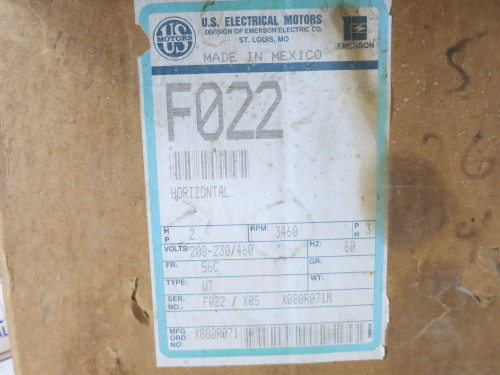 U.S. ELECTRICAL MOTORS
DIVISION OF EMERSON ELECTRIC CO.
ST. LOUIS, MO
US
MOTORS
EMERSON
MADE IN MEXICO
F022
HORIZONTAL
HP 2 RPM: 3460 PH 3
VOLTS: 208-230/460 HZ: 60
FR: 56C GR:
TYPE: UT WT:
SER. NO. F022 / X05 X080R071M
MFG ORD NO: X080R071